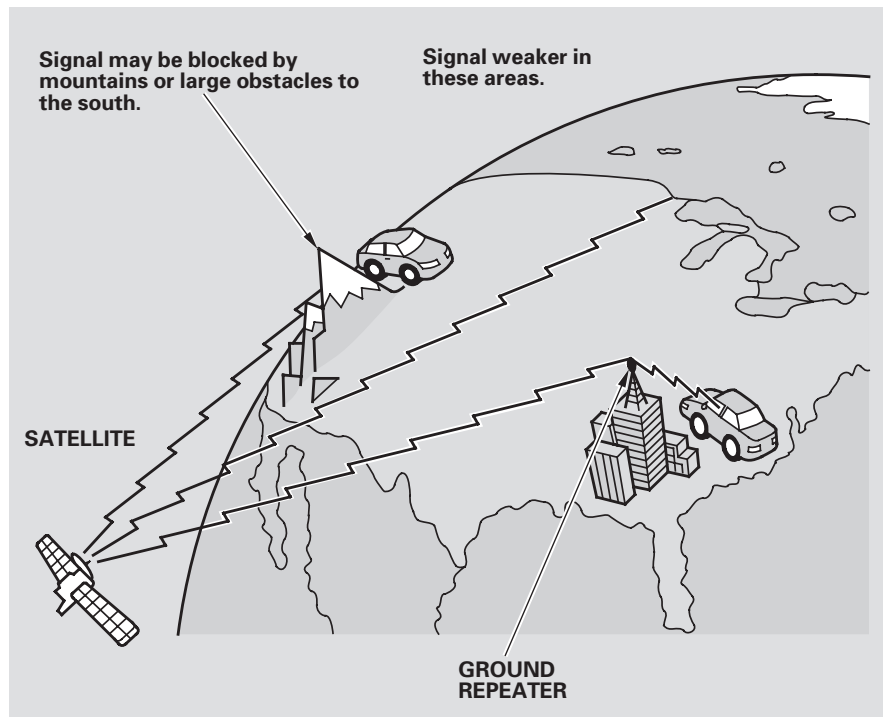 Signal may be blocked by
mountains or large obstacles to
the south.
Signal weaker in
these areas.
SATELLITE
GROUND
REPEATER